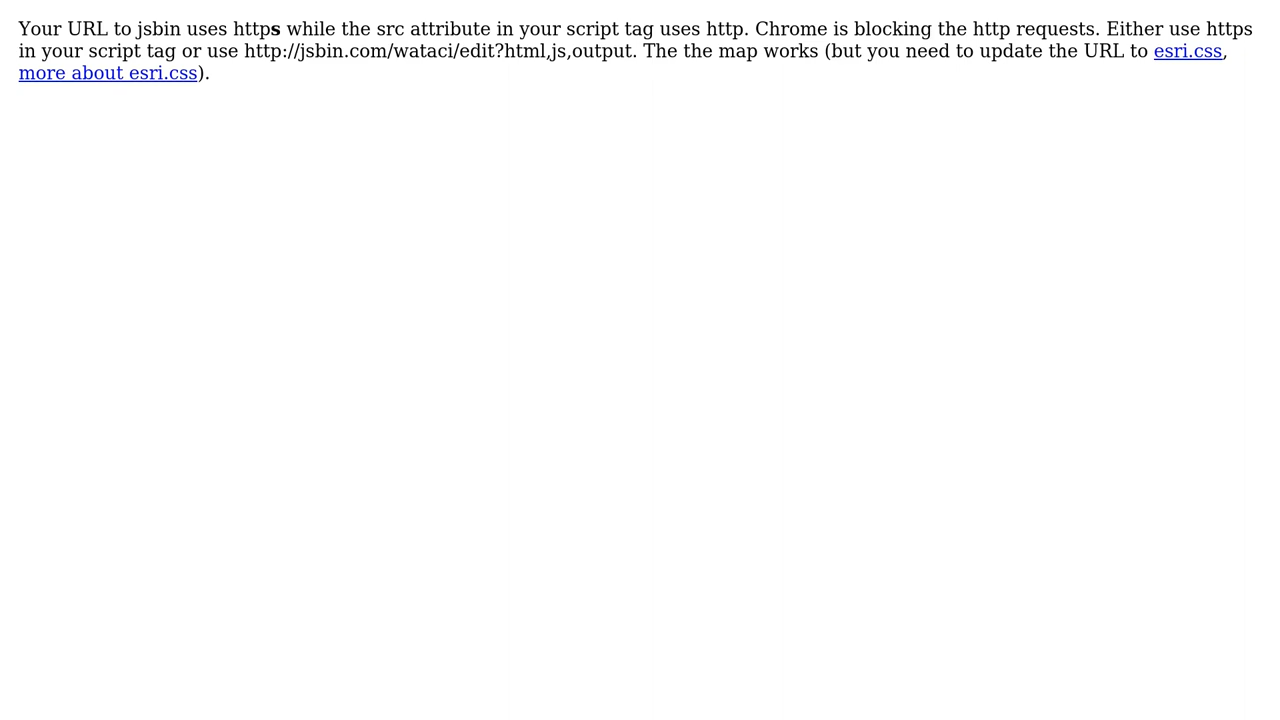 Your URL to jsbin uses https while the src attribute in your script tag uses http. Chrome is blocking the http requests. Either use https
in your script tag or use http://jsbin.com/wataci/edit?html,js,output. The the map works (but you need to update the URL to esri.css,
more about esri.css).